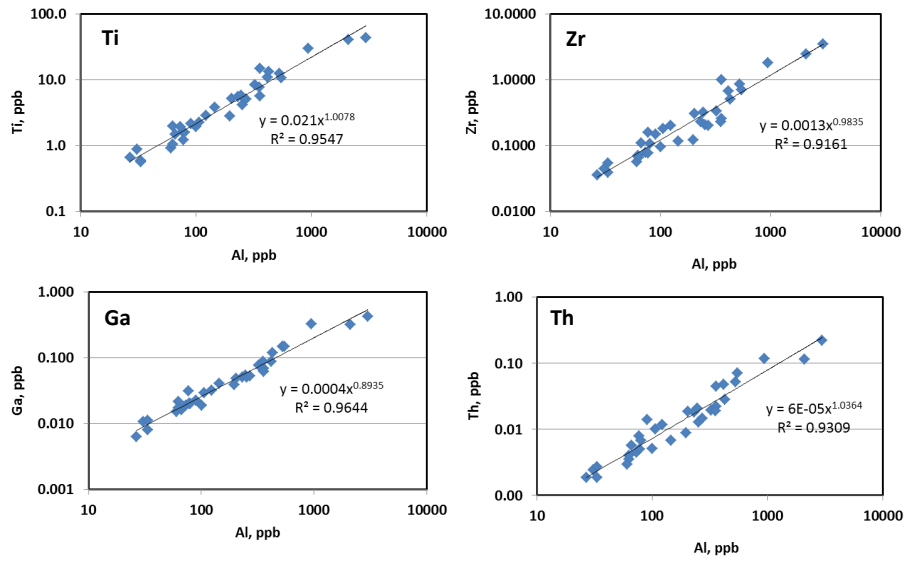 Ti
100.0
10.0
1.0
0.1
Ti, ppb
10
100
1000
10000
Al, ppb
y = 0.021x^1.0078
R² = 0.9547
Zr
10.0000
1.0000
0.1000
0.0100
Zr, ppb
10
100
1000
10000
Al, ppb
y = 0.0013x^0.9835
R² = 0.9161
Ga
1.000
0.100
0.010
0.001
Ga, ppb
10
100
1000
10000
Al, ppb
y = 0.0004x^0.8935
R² = 0.9644
Th
1.00
0.10
0.01
0.00
Th, ppb
10
100
1000
10000
Al, ppb
y = 6E-05x^1.0364
R² = 0.9309